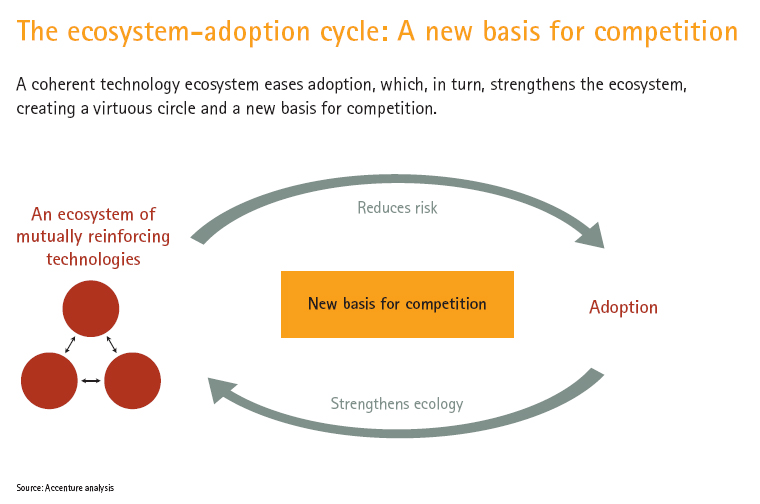 The ecosystem-adoption cycle: A new basis for competition
A coherent technology ecosystem eases adoption, which, in turn, strengthens the ecosystem,
creating a virtuous circle and a new basis for competition.
Reduces risk
An ecosystem of
mutually reinforcing
technologies
New basis for competition
Adoption
Strengthens ecology
Source: Accenture analysis